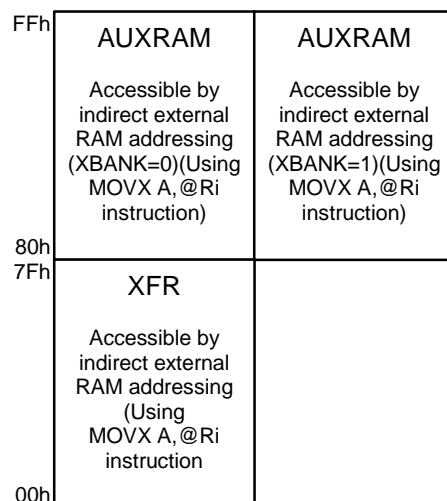 FFh
AUXRAM
Accessible by
indirect external
RAM addressing
(XBANK=0)(Using
MOVX A,@Ri
instruction)
AUXRAM
Accessible by
indirect external
RAM addressing
(XBANK=1)(Using
MOVX A,@Ri
instruction)
80h
7Fh
XFR
Accessible by
indirect external
RAM addressing
(Using
MOVX A,@Ri
instruction
00h